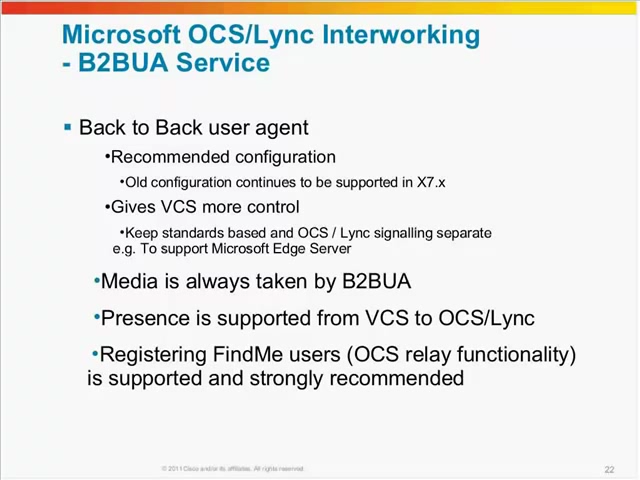 Microsoft OCS/Lync Interworking
- B2BUA Service
▪ Back to Back user agent
•Recommended configuration
•Old configuration continues to be supported in X7.x
•Gives VCS more control
•Keep standards based and OCS / Lync signalling separate
e.g. To support Microsoft Edge Server
•Media is always taken by B2BUA
•Presence is supported from VCS to OCS/Lync
•Registering FindMe users (OCS relay functionality)
is supported and strongly recommended
© 2011 Cisco and/or its affiliates. All rights reserved.
22